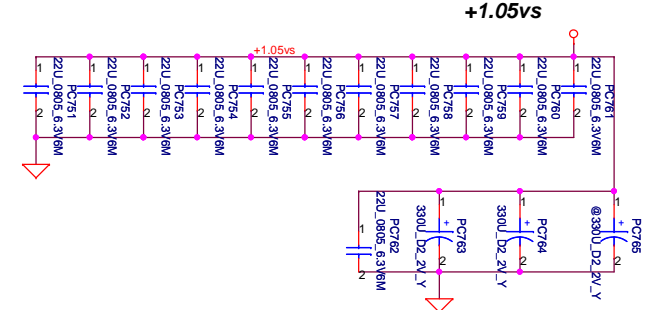 +1.05vs
+1.05vs
1
2
PC751
22U_0805_6.3V6M
1
2
PC752
22U_0805_6.3V6M
1
2
PC753
22U_0805_6.3V6M
1
2
PC754
22U_0805_6.3V6M
1
2
PC755
22U_0805_6.3V6M
1
2
PC756
22U_0805_6.3V6M
1
2
PC757
22U_0805_6.3V6M
1
2
PC758
22U_0805_6.3V6M
1
2
PC759
22U_0805_6.3V6M
1
2
PC760
22U_0805_6.3V6M
1
2
PC761
22U_0805_6.3V6M
1
2
PC762
22U_0805_6.3V6M
1
+
2
PC763
330U_D2_2V_Y
1
+
2
PC764
330U_D2_2V_Y
1
+
2
PC765
@330U_D2_2V_Y